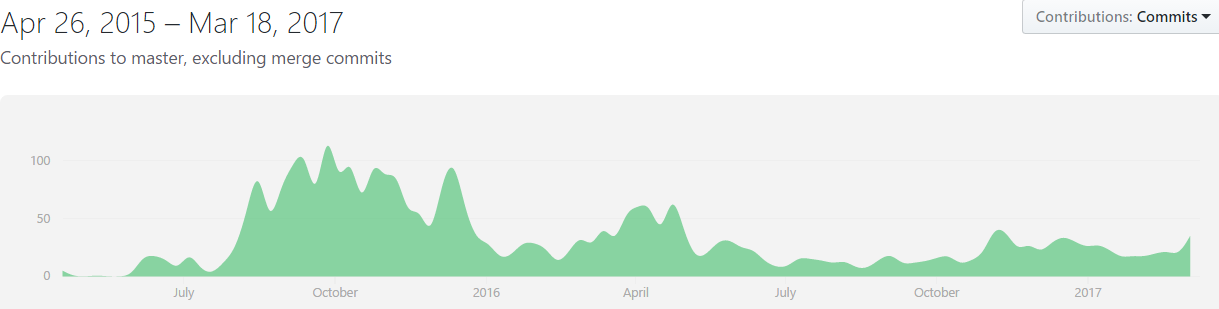 Apr 26, 2015 – Mar 18, 2017
Contributions: Commits
Contributions to master, excluding merge commits
100
50
0
July October 2016 April July October 2017